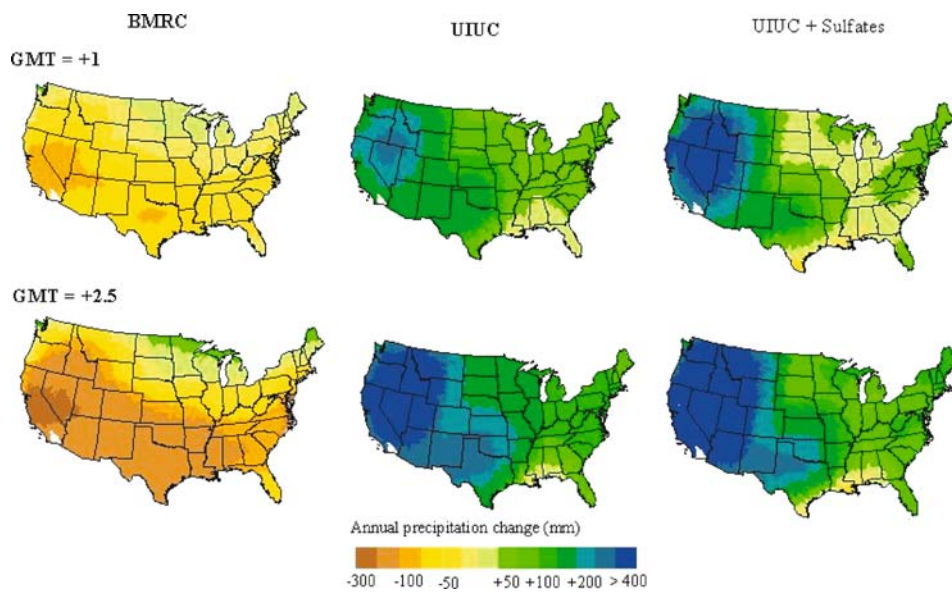 BMRC
UIUC
UIUC + Sulfates
GMT = +1
GMT = +2.5
Annual precipitation change (mm)
-300 -100 -50 +50 +100 +200 > 400